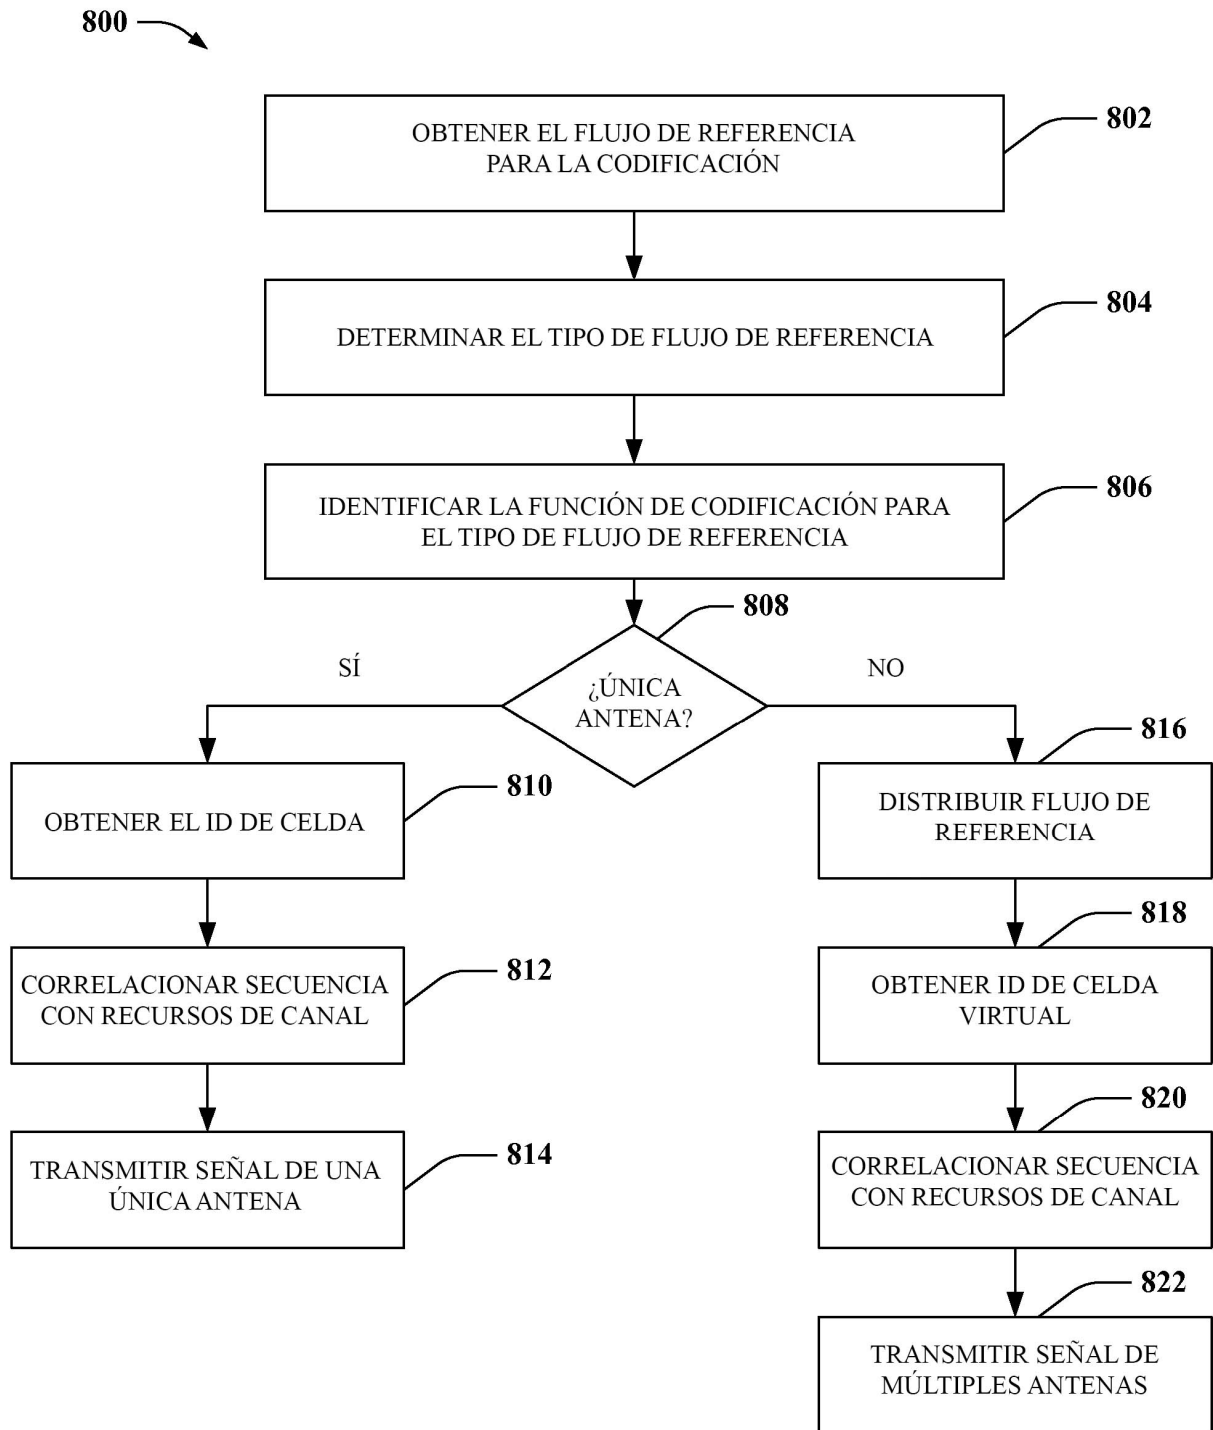 800
OBTENER EL FLUJO DE REFERENCIA
PARA LA CODIFICACIÓN
802
DETERMINAR EL TIPO DE FLUJO DE REFERENCIA
804
IDENTIFICAR LA FUNCIÓN DE CODIFICACIÓN PARA
EL TIPO DE FLUJO DE REFERENCIA
806
808
¿ÚNICA
ANTENA?
SÍ
NO
OBTENER EL ID DE CELDA
810
CORRELACIONAR SECUENCIA
CON RECURSOS DE CANAL
812
TRANSMITIR SEÑAL DE UNA
ÚNICA ANTENA
814
816
DISTRIBUIR FLUJO DE
REFERENCIA
818
OBTENER ID DE CELDA
VIRTUAL
820
CORRELACIONAR SECUENCIA
CON RECURSOS DE CANAL
822
TRANSMITIR SEÑAL DE
MÚLTIPLES ANTENAS